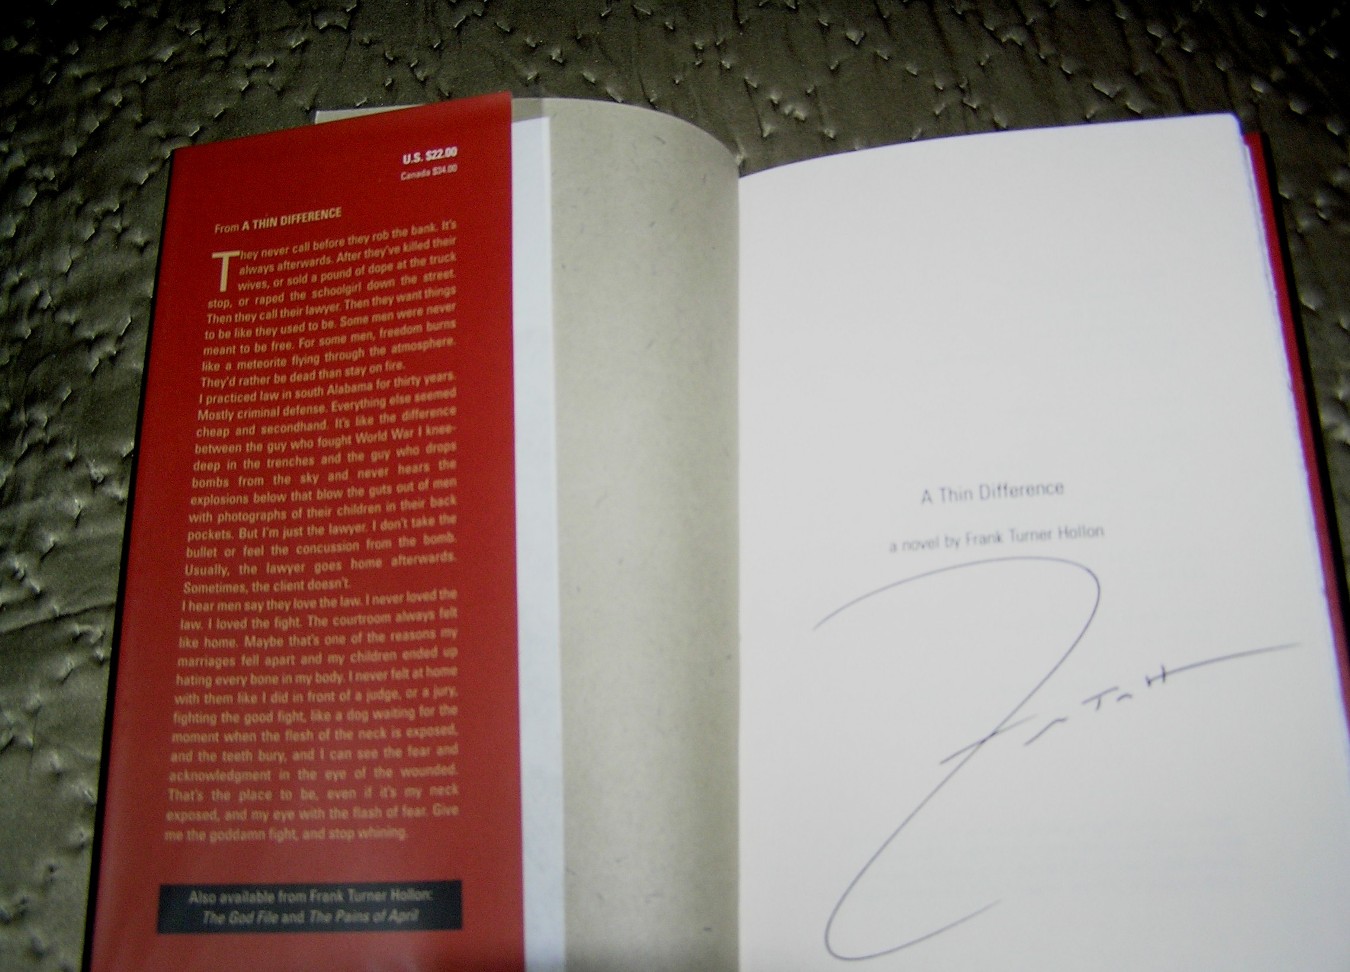 U.S. $22.00
Canada $34.00
From A THIN DIFFERENCE
They never call before they rob the bank. It's
always afterwards. After they've killed their
wives, or sold a pound of dope at the truck
stop, or raped the schoolgirl down the street.
Then they call their lawyer. Then they want things
to be like they used to be. Some men were never
meant to be free. For some men, freedom burns
like a meteorite flying through the atmosphere.
They'd rather be dead than stay on fire.
I practiced law in south Alabama for thirty years.
Mostly criminal defense. Everything else seemed
cheap and secondhand. It's like the difference
between the guy who fought World War I knee-
deep in the trenches and the guy who drops
bombs from the sky and never hears the
explosions below that blow the guts out of men
with photographs of their children in their back
pockets. But I'm just the lawyer. I don't take the
bullet or feel the concussion from the bomb.
Usually, the lawyer goes home afterwards.
Sometimes, the client doesn't.
I hear men say they love the law. I never loved the
law. I loved the fight. The courtroom always felt
like home. Maybe that's one of the reasons my
marriages fell apart and my children ended up
hating every bone in my body. I never felt at home
with them like I did in front of a judge, or a jury,
fighting the good fight, like a dog waiting for the
moment when the flesh of the neck is exposed,
and the teeth bury, and I can see the fear and
acknowledgment in the eye of the wounded.
That's the place to be, even if it's my neck
exposed, and my eye with the flash of fear. Give
me the goddamn fight, and stop whining.
Also available from Frank Turner Hollon:
The God File and The Pains of April
A Thin Difference
a novel by Frank Turner Hollon